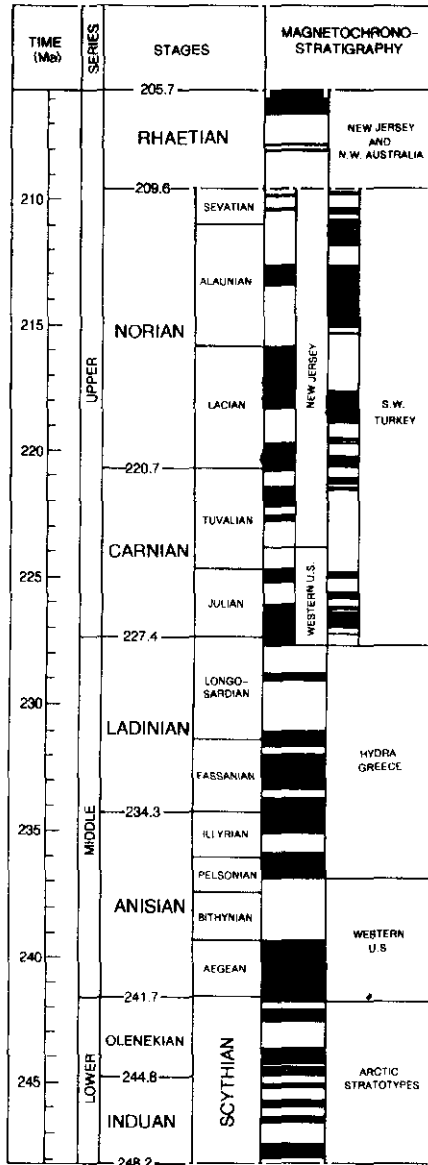 TIME
(Ma)
SERIES
STAGES
MAGNETOCHRONO-
STRATIGRAPHY
205.7
RHAETIAN
NEW JERSEY
AND
N.W. AUSTRALIA
209.6
210
SEVATIAN
ALAUNIAN
NORIAN
215
LACIAN
UPPER
NEW JERSEY
S.W.
TURKEY
220
220.7
TUVALIAN
CARNIAN
225
JULIAN
WESTERN U.S.
227.4
LONGO-
SARDIAN
230
LADINIAN
FASSANIAN
HYDRA
GREECE
234.3
235
MIDDLE
ILLYRIAN
PELSONIAN
ANISIAN
BITHYNIAN
WESTERN
U.S
240
AEGEAN
241.7
OLENEKIAN
LOWER
244.8
245
SCYTHIAN
ARCTIC
STRATOTYPES
INDUAN
248.2